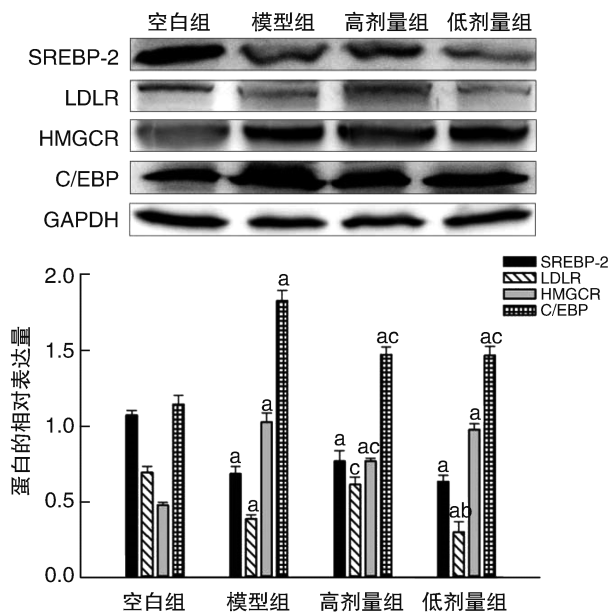 空白组 模型组 高剂量组 低剂量组
SREBP-2
LDLR
HMGCR
C/EBP
GAPDH
SREBP-2
LDLR
HMGCR
C/EBP
蛋白的相对表达量
2.0
1.5
1.0
0.5
0.0
a
a
a
a
a
c
ac
ac
a
ab
a
ac
空白组 模型组 高剂量组 低剂量组